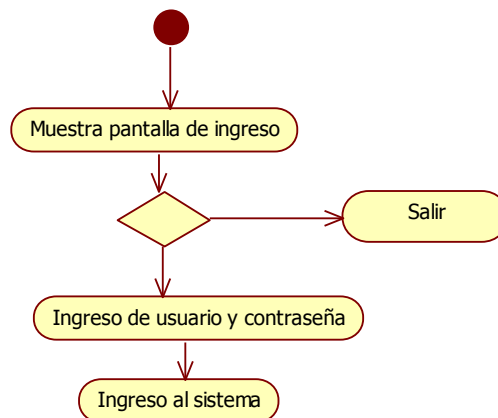 Muestra pantalla de ingreso
Salir
Ingreso de usuario y contraseña
Ingreso al sistema